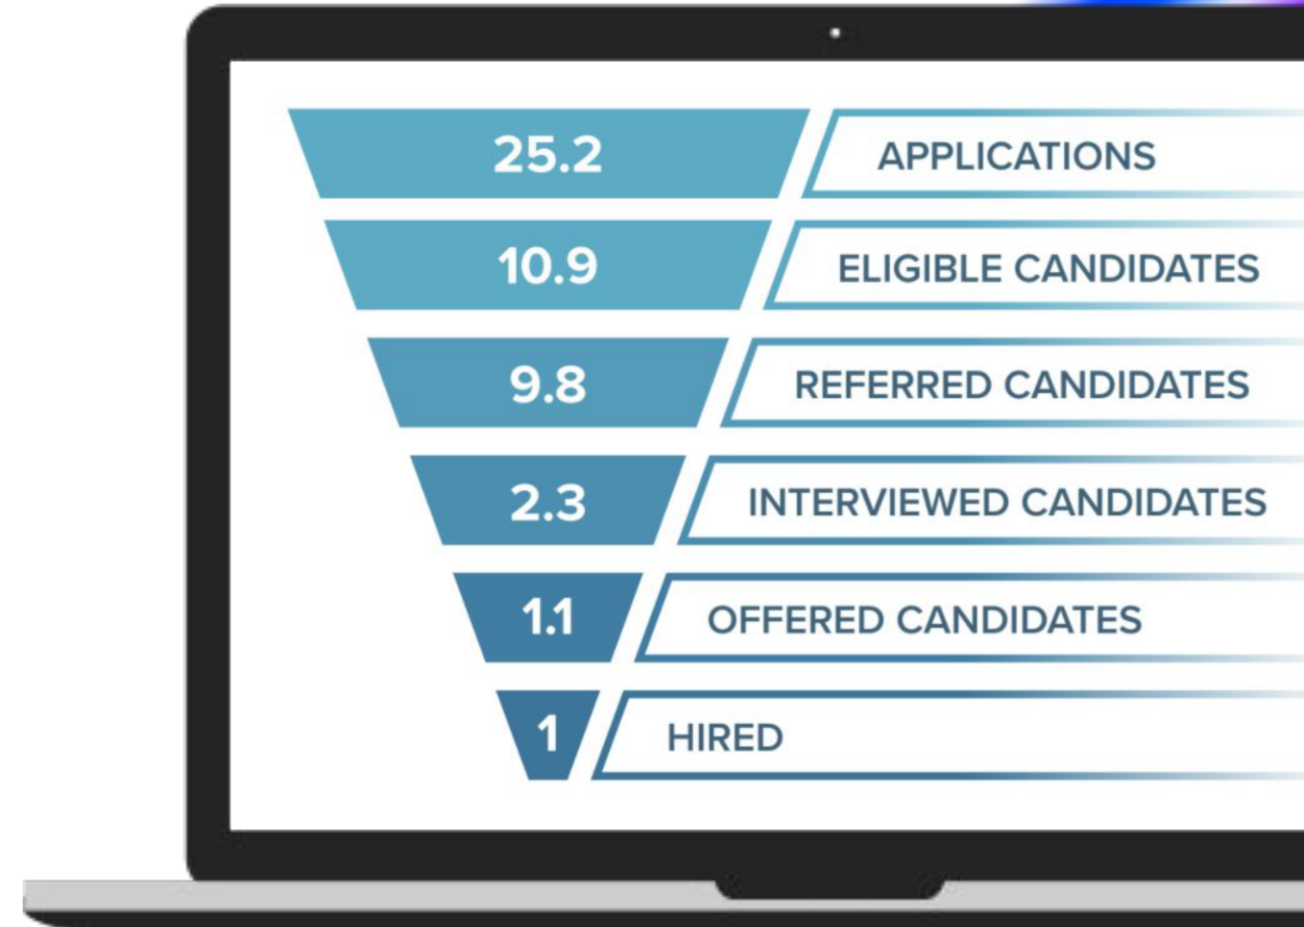 25.2 APPLICATIONS
10.9 ELIGIBLE CANDIDATES
9.8 REFERRED CANDIDATES
2.3 INTERVIEWED CANDIDATES
1.1 OFFERED CANDIDATES
1 HIRED